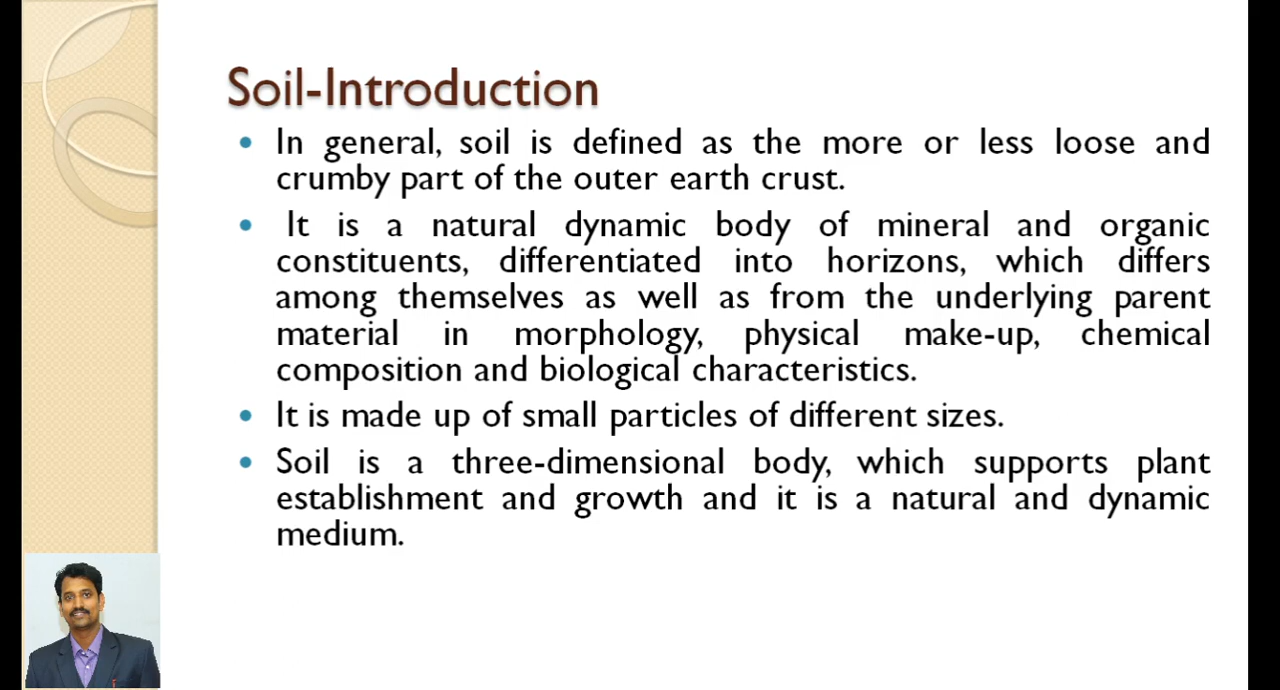 Soil-Introduction
• In general, soil is defined as the more or less loose and
crumby part of the outer earth crust.
• It is a natural dynamic body of mineral and organic
constituents, differentiated into horizons, which differs
among themselves as well as from the underlying parent
material in morphology, physical make-up, chemical
composition and biological characteristics.
• It is made up of small particles of different sizes.
• Soil is a three-dimensional body, which supports plant
establishment and growth and it is a natural and dynamic
medium.